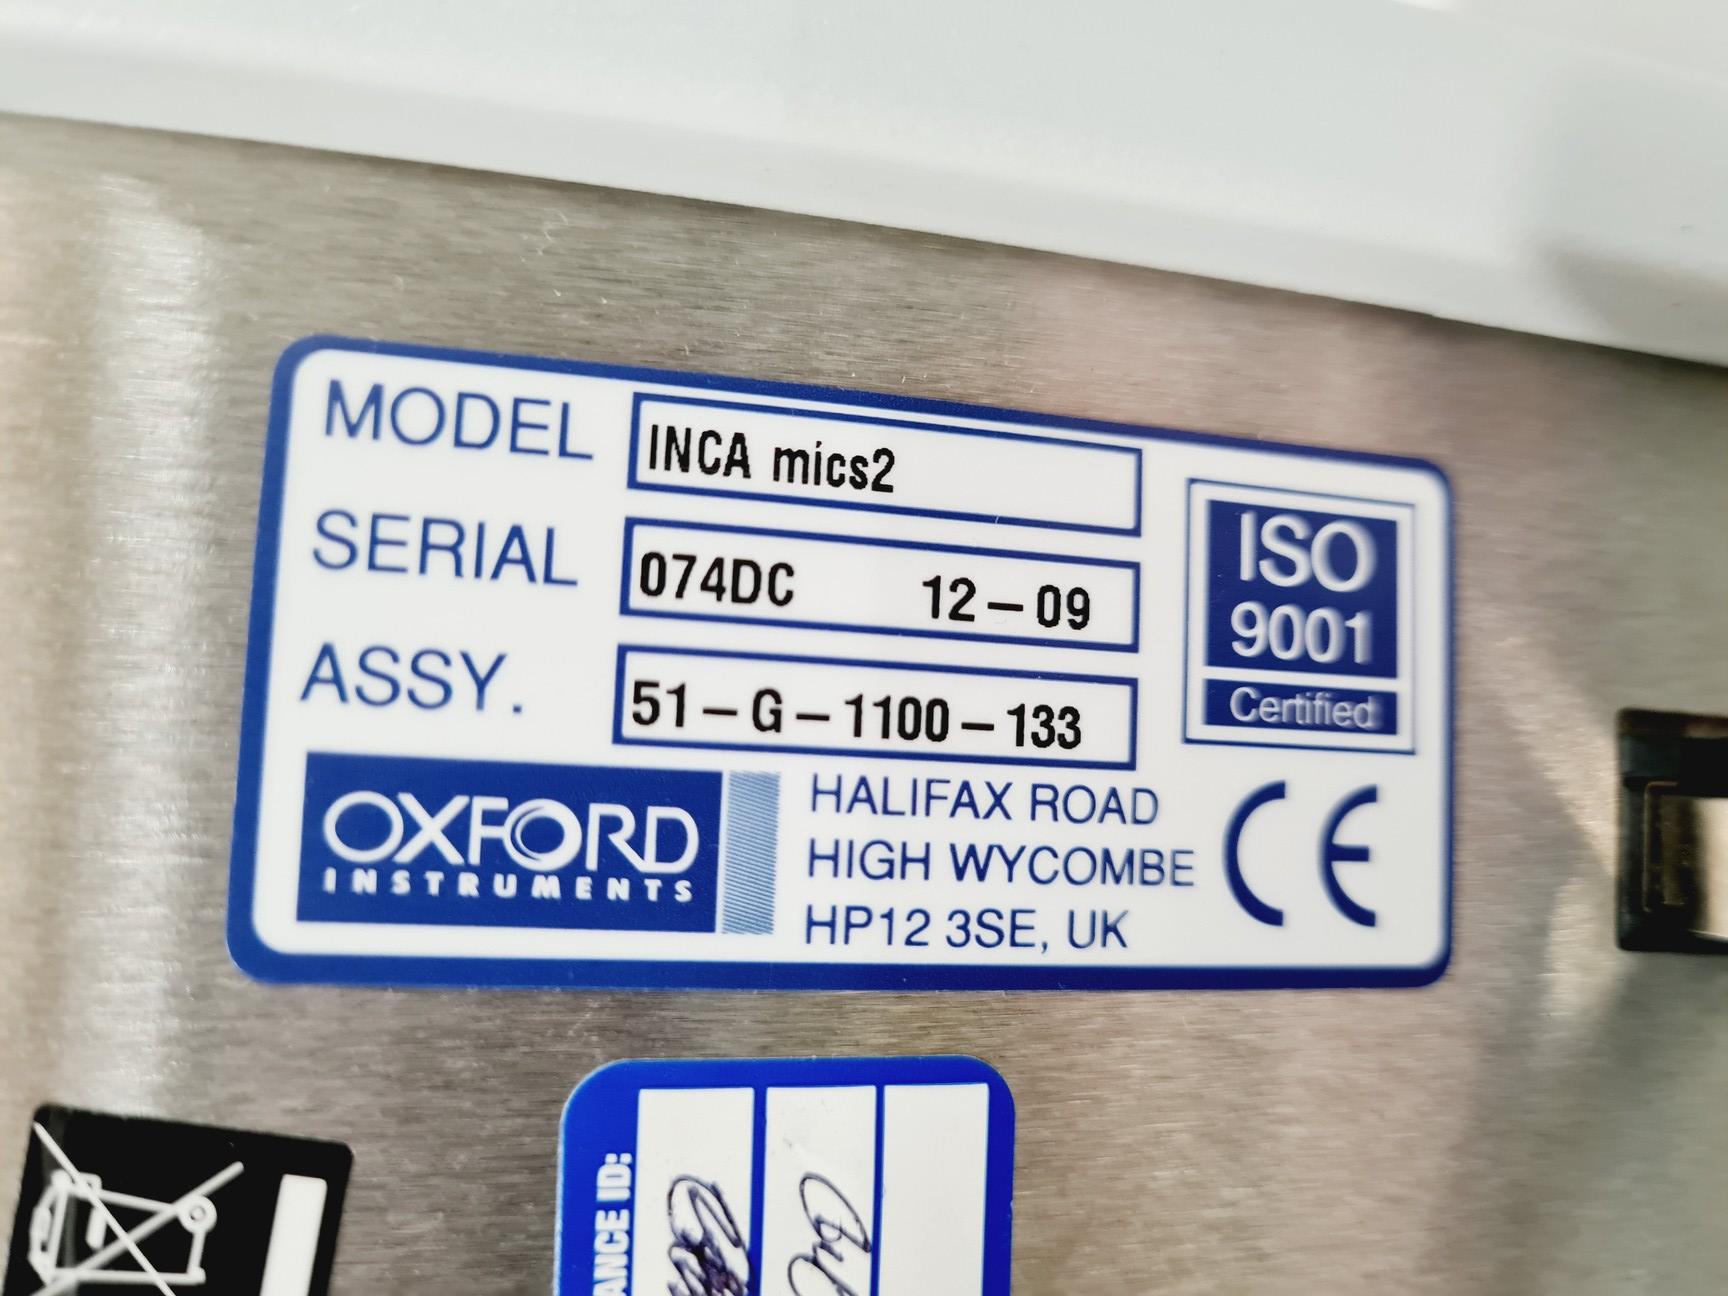 MODEL INCA mics2
SERIAL 074DC 12-09
ASSY. 51-G-1100-133
ISO
9001
Certified
OXFORD
INSTRUMENTS
HALIFAX ROAD
HIGH WYCOMBE
HP12 3SE, UK
CE
ID: